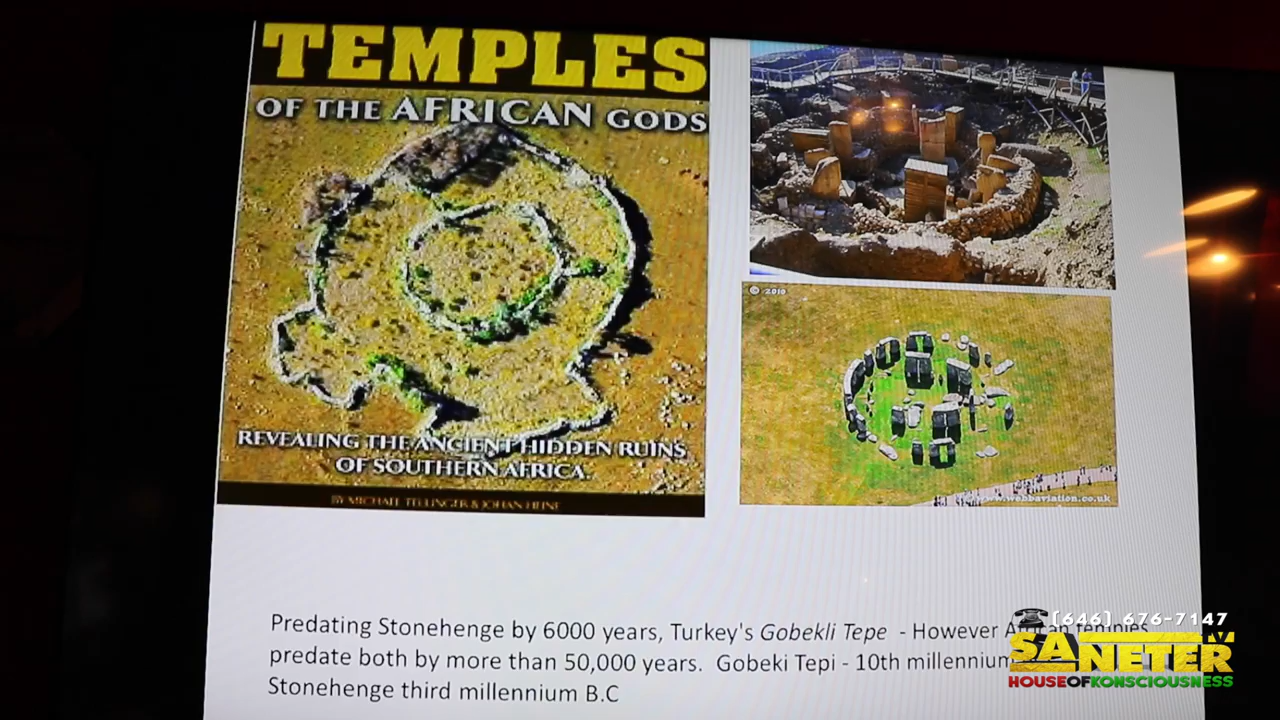 TEMPLES
OF THE AFRICAN GODS
REVEALING THE ANCIENT HIDDEN RUINS
OF SOUTHERN AFRICA.
BY MICHAEL TELLINGER & JOHAN HEINE
© 2010
www.webbaviation.co.uk
Predating Stonehenge by 6000 years, Turkey's Gobekli Tepe - However
predate both by more than 50,000 years. Gobeki Tepi - 10th millennium
Stonehenge third millennium B.C
(646) 676-7147
SANETER TV
HOUSEOFKONSCIOUSNESS